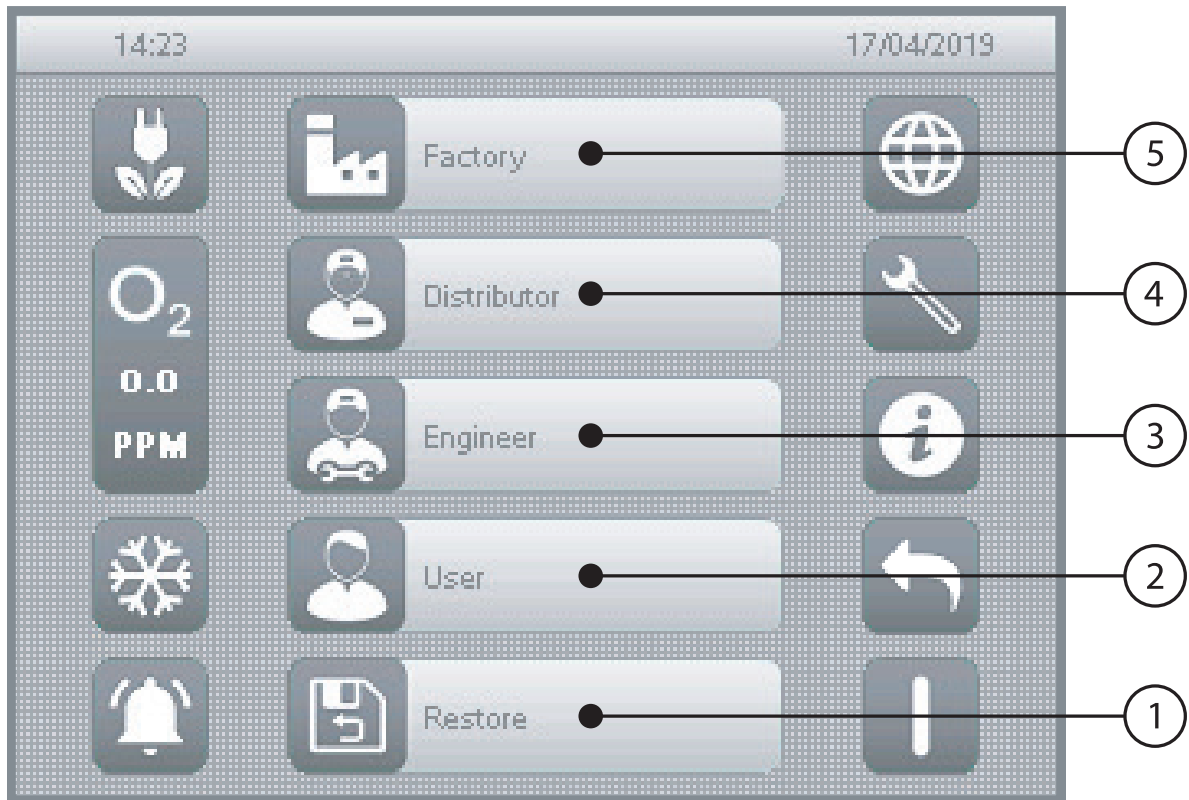 14:23 17/04/2019
Factory 5
O2
Distributor 4
0.0
PPM
Engineer 3
User 2
Restore 1